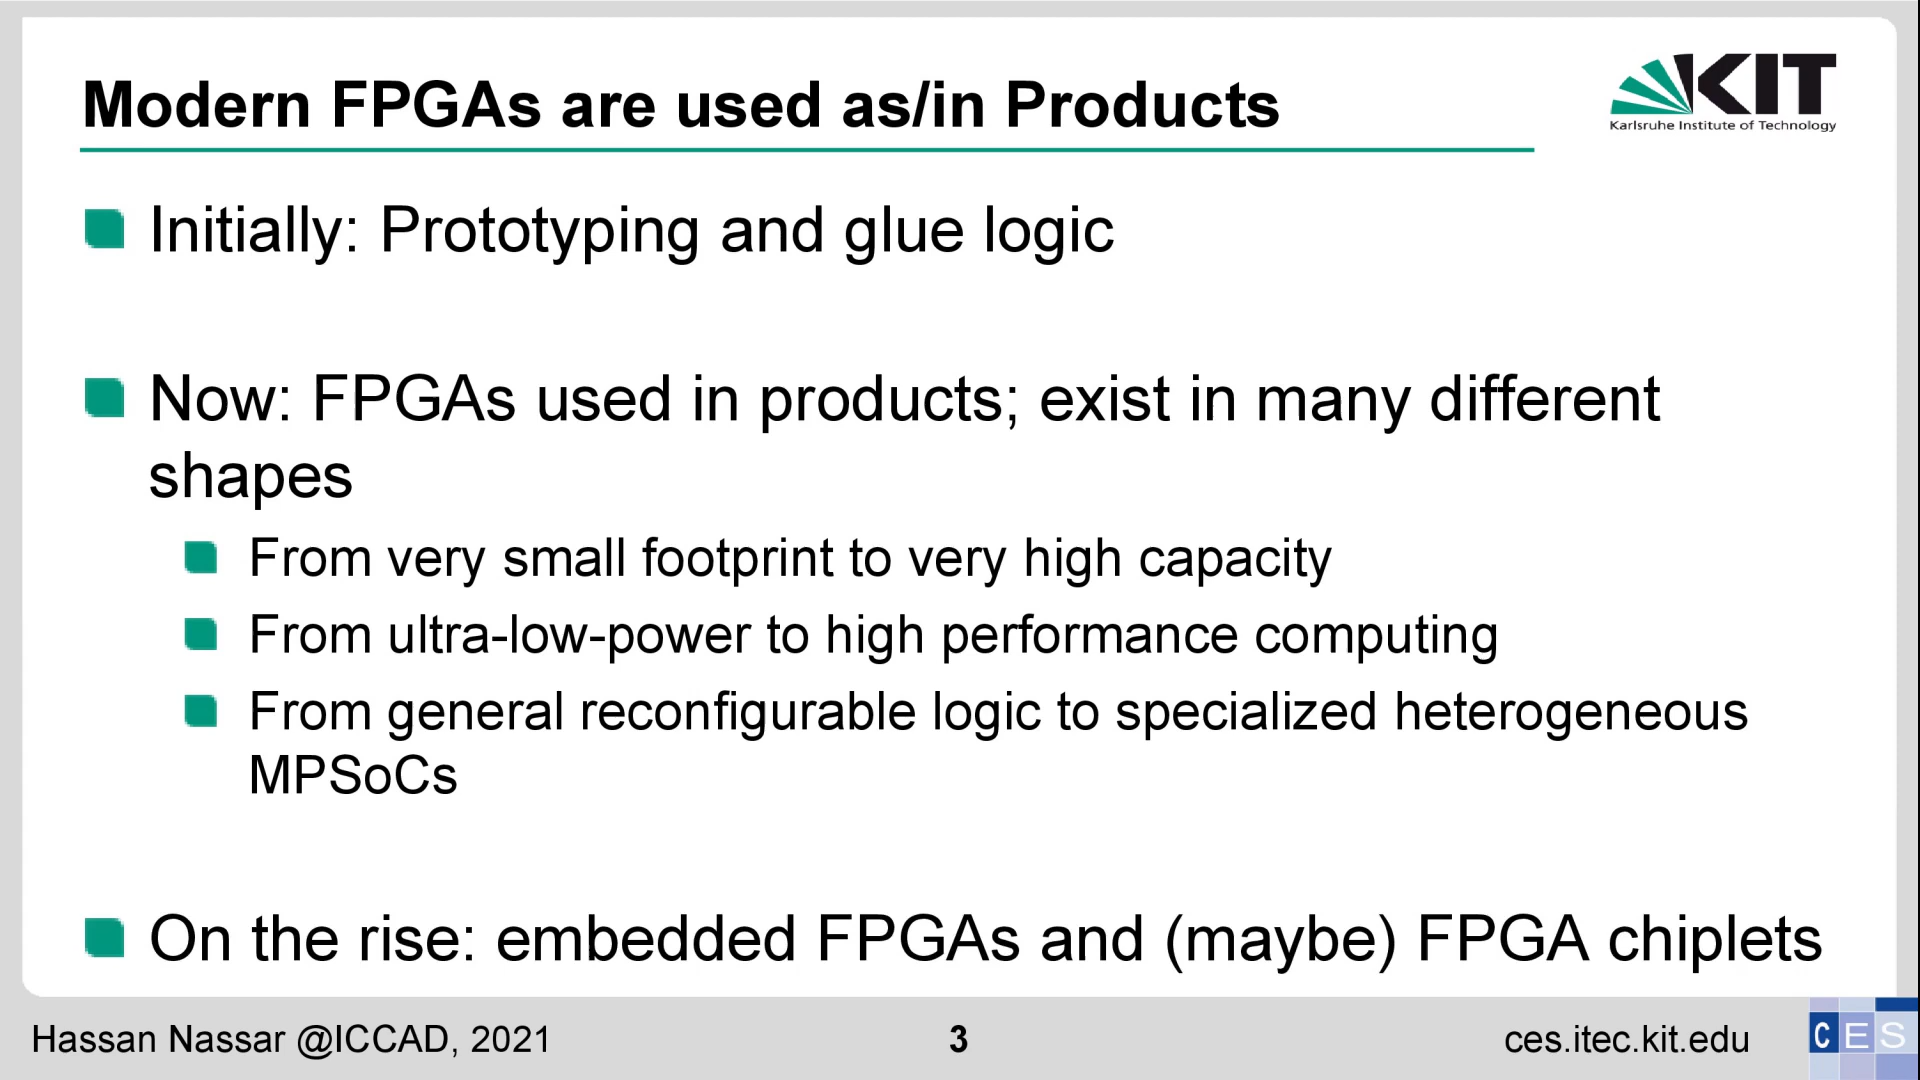 Modern FPGAs are used as/in Products
KIT
Karlsruhe Institute of Technology
Initially: Prototyping and glue logic
Now: FPGAs used in products; exist in many different
shapes
From very small footprint to very high capacity
From ultra-low-power to high performance computing
From general reconfigurable logic to specialized heterogeneous
MPSoCs
On the rise: embedded FPGAs and (maybe) FPGA chiplets
Hassan Nassar @ICCAD, 2021
3
ces.itec.kit.edu
CES